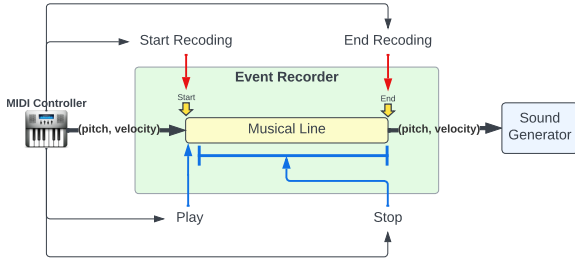 Start Recoding
End Recoding
Event Recorder
MIDI Controller
Start
End
(pitch, velocity)
Musical Line
(pitch, velocity)
Sound
Generator
Play
Stop